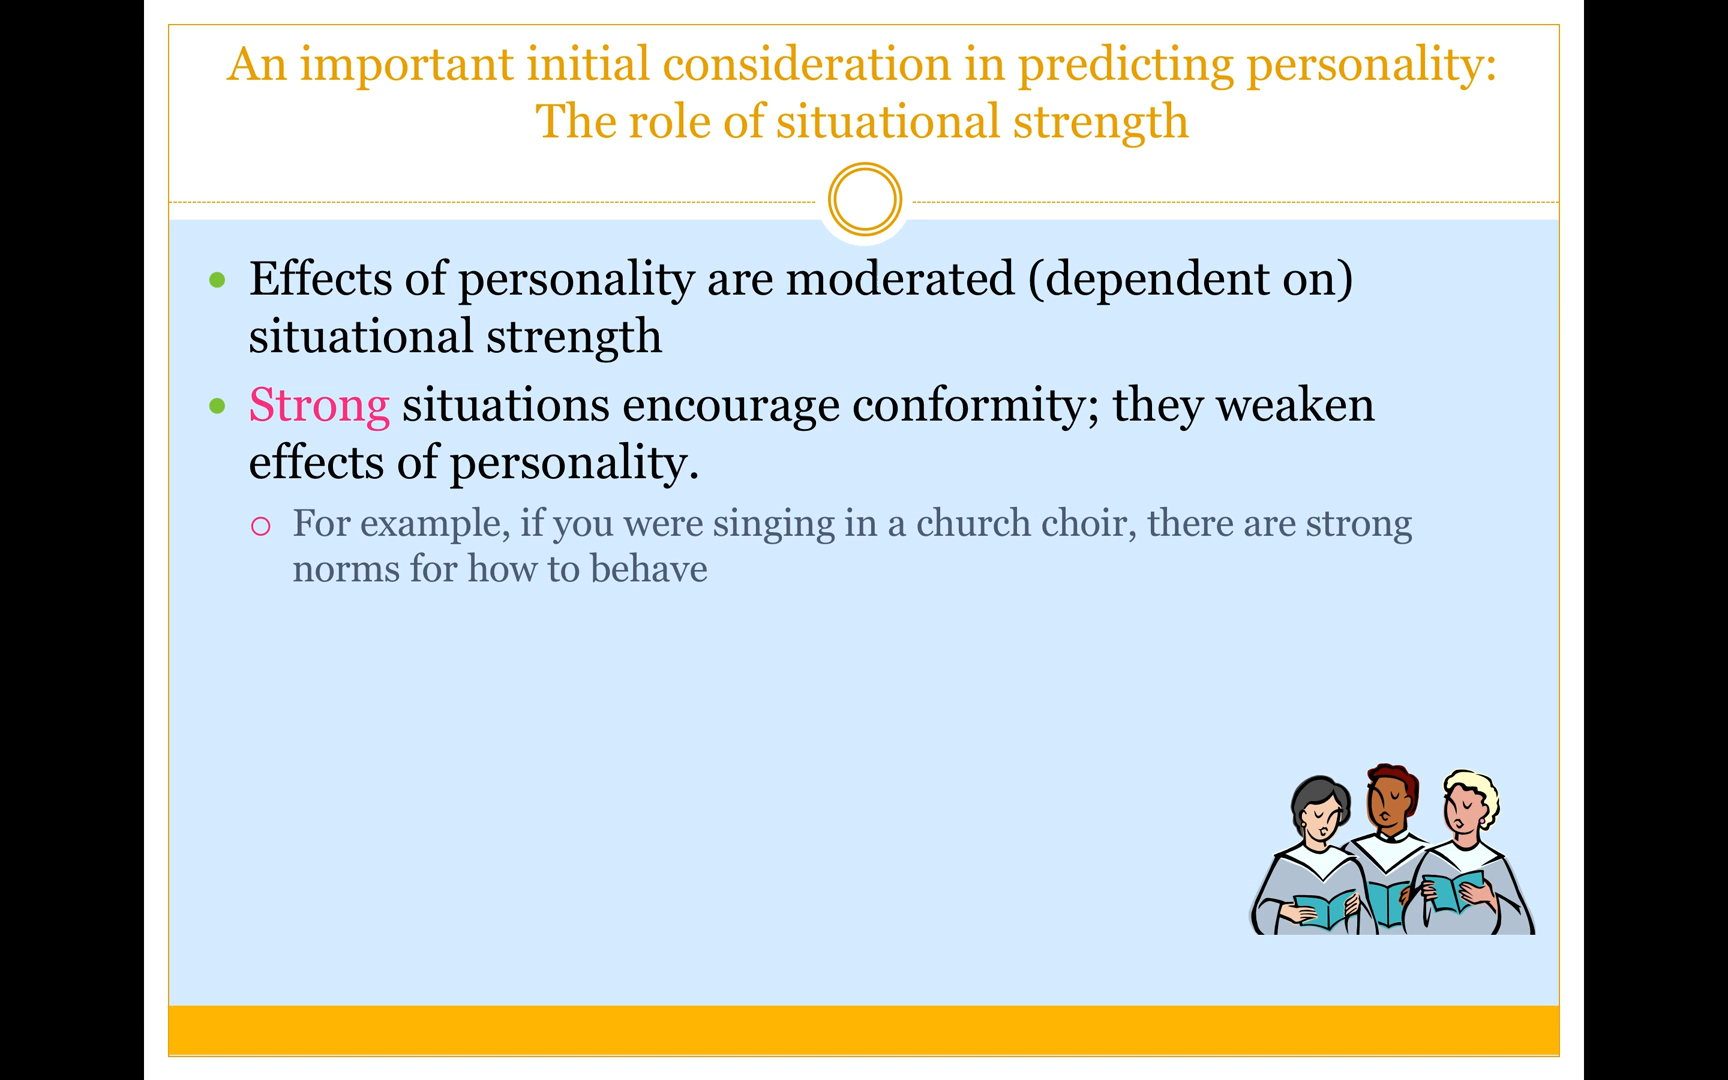 An important initial consideration in predicting personality:
The role of situational strength
Effects of personality are moderated (dependent on)
situational strength
Strong situations encourage conformity; they weaken
effects of personality.
For example, if you were singing in a church choir, there are strong
norms for how to behave